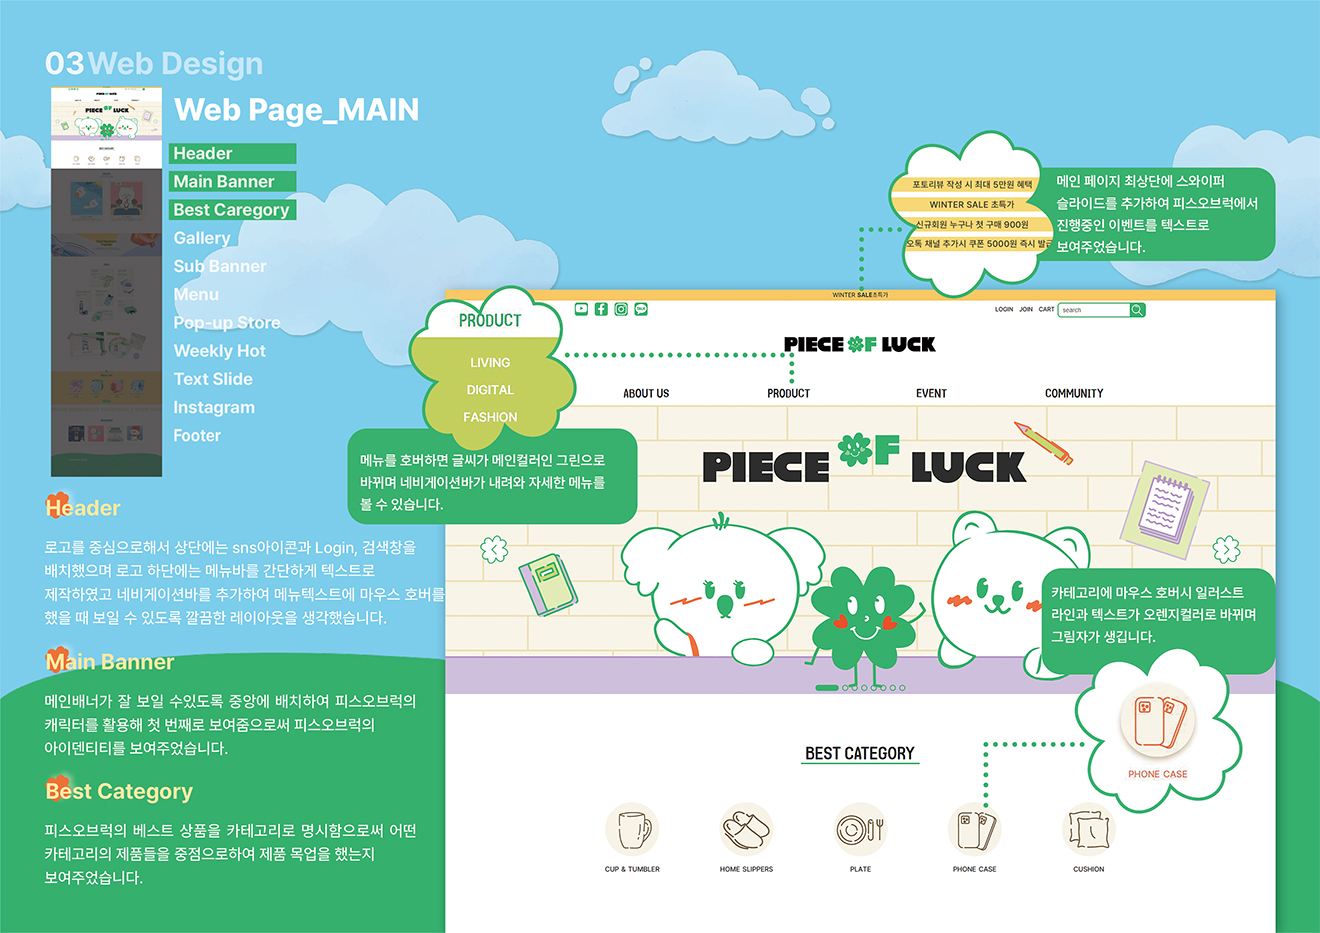 03 Web Design
Web Page_MAIN
Header
Main Banner
Best Caregory
Gallery
Sub Banner
Menu
Pop-up Store
Weekly Hot
Text Slide
Instagram
Footer
Header
로고를 중심으로해서 상단에는 sns아이콘과 Login, 검색창을
배치했으며 로고 하단에는 메뉴바를 간단하게 텍스트로
제작하였고 네비게이션바를 추가하여 메뉴텍스트에 마우스 호버를
했을 때 보일 수 있도록 깔끔한 레이아웃을 생각했습니다.
Main Banner
메인배너가 잘 보일 수있도록 중앙에 배치하여 피스오브럭의
캐릭터를 활용해 첫 번째로 보여줌으로써 피스오브럭의
아이덴티티를 보여주었습니다.
Best Category
피스오브럭의 베스트 상품을 카테고리로 명시함으로써 어떤
카테고리의 제품들을 중점으로하여 제품 목업을 했는지
보여주었습니다.
포토리뷰 작성 시 최대 5만원 혜택
WINTER SALE 초특가
신규회원 누구나 첫 구매 900원
오톡 채널 추가시 쿠폰 5000원 즉시 발급
메인 페이지 최상단에 스와이퍼
슬라이드를 추가하여 피스오브럭에서
진행중인 이벤트를 텍스트로
보여주었습니다.
WINTER SALE초특가
LOGIN JOIN CART search
PIECE OF LUCK
ABOUT US PRODUCT EVENT COMMUNITY
PRODUCT
LIVING
DIGITAL
FASHION
메뉴를 호버하면 글씨가 메인컬러인 그린으로
바뀌며 네비게이션바가 내려와 자세한 메뉴를
볼 수 있습니다.
PIECE OF LUCK
카테고리에 마우스 호버시 일러스트
라인과 텍스트가 오렌지컬러로 바뀌며
그림자가 생깁니다.
PHONE CASE
BEST CATEGORY
CUP & TUMBLER HOME SLIPPERS PLATE PHONE CASE CUSHION